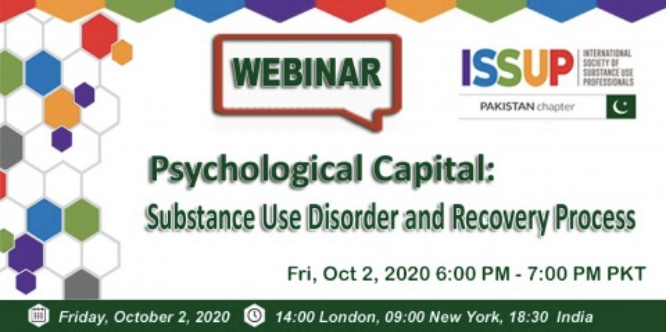 WEBINAR
ISSUP
INTERNATIONAL
SOCIETY OF
SUBSTANCE USE
PROFESSIONALS
PAKISTAN chapter
Psychological Capital:
Substance Use Disorder and Recovery Process
Fri, Oct 2, 2020 6:00 PM - 7:00 PM PKT
Friday, October 2, 2020 14:00 London, 09:00 New York, 18:30 India